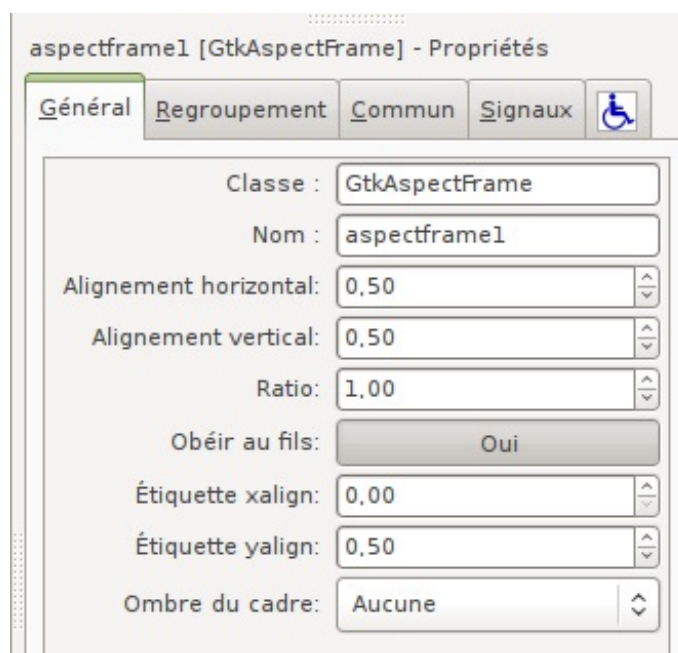 aspectframe1 [GtkAspectFrame] - Propriétés
Général Regroupement Commun Signaux
Classe : GtkAspectFrame
Nom : aspectframe1
Alignement horizontal: 0,50
Alignement vertical: 0,50
Ratio: 1,00
Obéir au fils: Oui
Étiquette xalign: 0,00
Étiquette yalign: 0,50
Ombre du cadre: Aucune